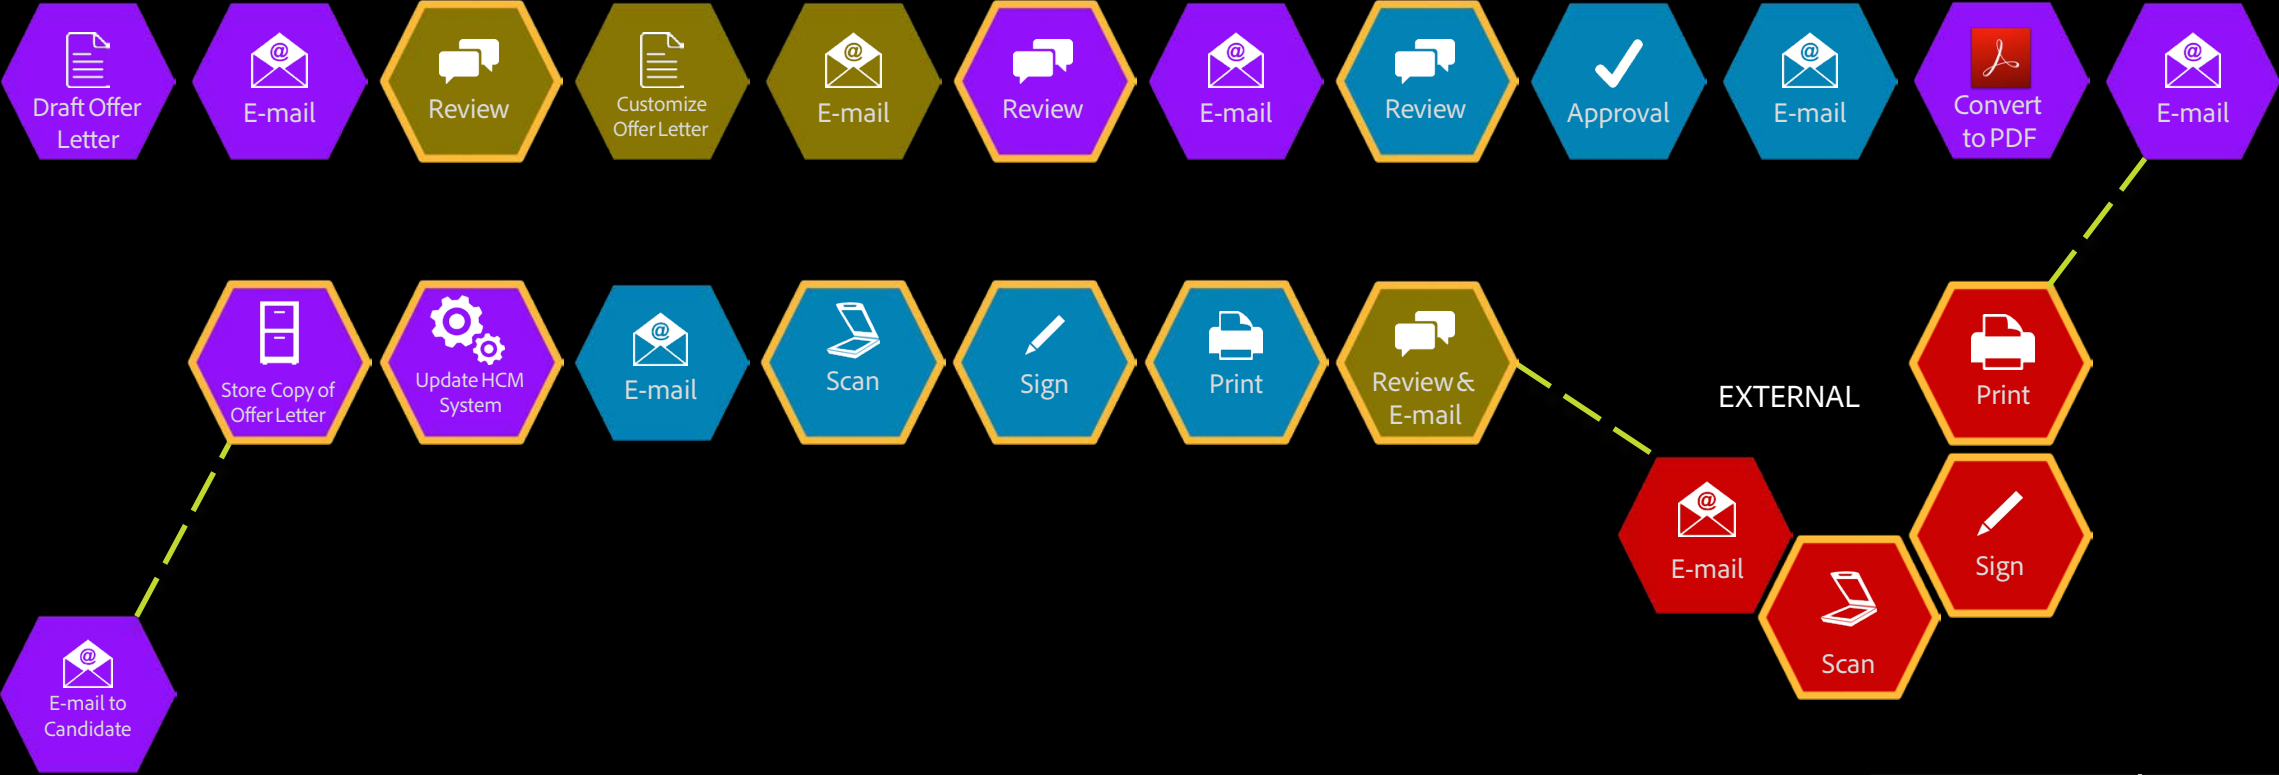 Draft Offer
Letter
@
E-mail
Review
Customize
Offer Letter
@
E-mail
Review
@
E-mail
Review
Approval
@
E-mail
Convert
to PDF
@
E-mail
Print
Sign
Scan
@
E-mail
EXTERNAL
Review &
E-mail
Print
Sign
Scan
@
E-mail
Update HCM
System
Store Copy of
Offer Letter
@
E-mail to
Candidate